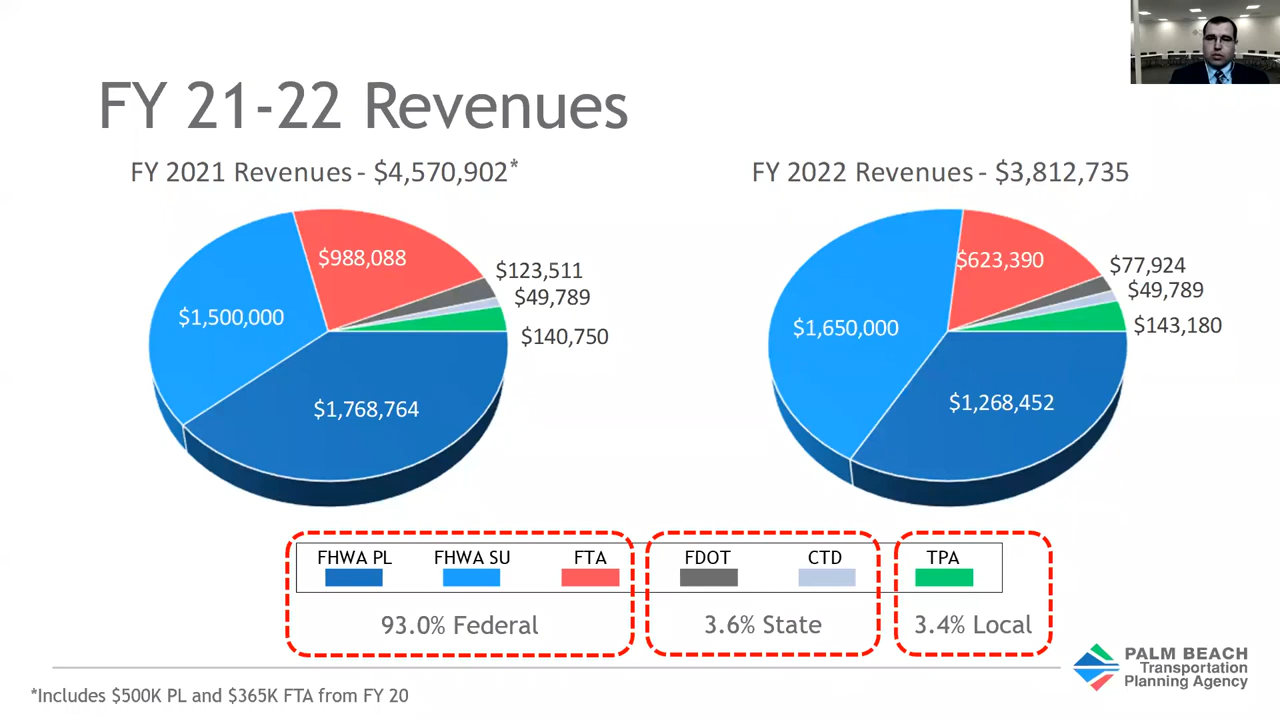 FY 21-22 Revenues
FY 2021 Revenues - $4,570,902*
FY 2022 Revenues - $3,812,735
$988,088
$123,511
$49,789
$1,500,000
$140,750
$1,768,764
$623,390
$77,924
$49,789
$1,650,000
$143,180
$1,268,452
FHWA PL FHWA SU FTA FDOT CTD TPA
93.0% Federal 3.6% State 3.4% Local
PALM BEACH
Transportation
Planning Agency
*Includes $500K PL and $365K FTA from FY 20